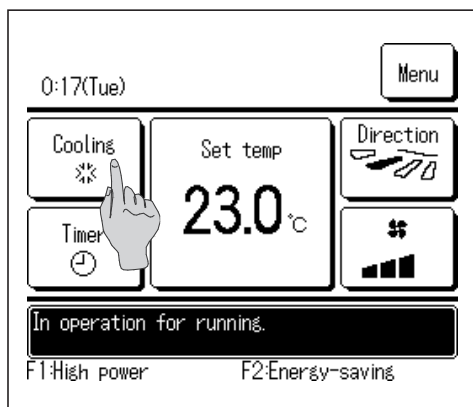 0:17(Tue)
Menu
Cooling
Set temp
Direction
23.0°C
Timer
In operation for running.
F1:High power
F2:Energy-saving